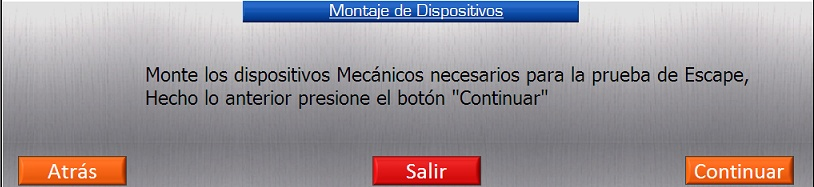 Montaje de Dispositivos
Monte los dispositivos Mecánicos necesarios para la prueba de Escape,
Hecho lo anterior presione el botón "Continuar"
Atrás Salir Continuar